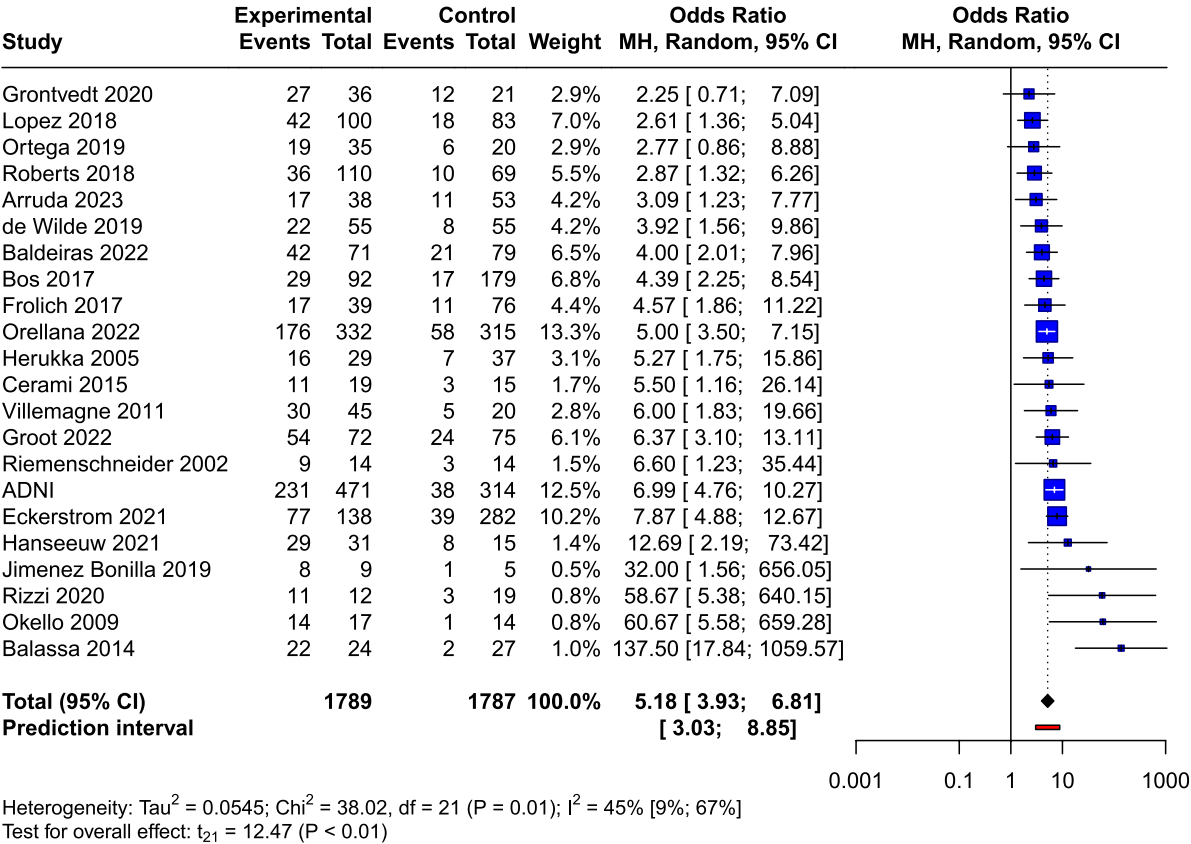 Experimental Control Odds Ratio Odds Ratio
Study Events Total Events Total Weight MH, Random, 95% CI MH, Random, 95% CI
Grontvedt 2020 27 36 12 21 2.9% 2.25 [ 0.71; 7.09]
Lopez 2018 42 100 18 83 7.0% 2.61 [ 1.36; 5.04]
Ortega 2019 19 35 6 20 2.9% 2.77 [ 0.86; 8.88]
Roberts 2018 36 110 10 69 5.5% 2.87 [ 1.32; 6.26]
Arruda 2023 17 38 11 53 4.2% 3.09 [ 1.23; 7.77]
de Wilde 2019 22 55 8 55 4.2% 3.92 [ 1.56; 9.86]
Baldeiras 2022 42 71 21 79 6.5% 4.00 [ 2.01; 7.96]
Bos 2017 29 92 17 179 6.8% 4.39 [ 2.25; 8.54]
Frolich 2017 17 39 11 76 4.4% 4.57 [ 1.86; 11.22]
Orellana 2022 176 332 58 315 13.3% 5.00 [ 3.50; 7.15]
Herukka 2005 16 29 7 37 3.1% 5.27 [ 1.75; 15.86]
Cerami 2015 11 19 3 15 1.7% 5.50 [ 1.16; 26.14]
Villemagne 2011 30 45 5 20 2.8% 6.00 [ 1.83; 19.66]
Groot 2022 54 72 24 75 6.1% 6.37 [ 3.10; 13.11]
Riemenschneider 2002 9 14 3 14 1.5% 6.60 [ 1.23; 35.44]
ADNI 231 471 38 314 12.5% 6.99 [ 4.76; 10.27]
Eckerstrom 2021 77 138 39 282 10.2% 7.87 [ 4.88; 12.67]
Hanseeuw 2021 29 31 8 15 1.4% 12.69 [ 2.19; 73.42]
Jimenez Bonilla 2019 8 9 1 5 0.5% 32.00 [ 1.56; 656.05]
Rizzi 2020 11 12 3 19 0.8% 58.67 [ 5.38; 640.15]
Okello 2009 14 17 1 14 0.8% 60.67 [ 5.58; 659.28]
Balassa 2014 22 24 2 27 1.0% 137.50 [17.84; 1059.57]
Total (95% CI) 1789 1787 100.0% 5.18 [ 3.93; 6.81]
Prediction interval [ 3.03; 8.85]
0.001 0.1 1 10 1000
Heterogeneity: Tau² = 0.0545; Chi² = 38.02, df = 21 (P = 0.01); I² = 45% [9%; 67%]
Test for overall effect: t₂₁ = 12.47 (P < 0.01)